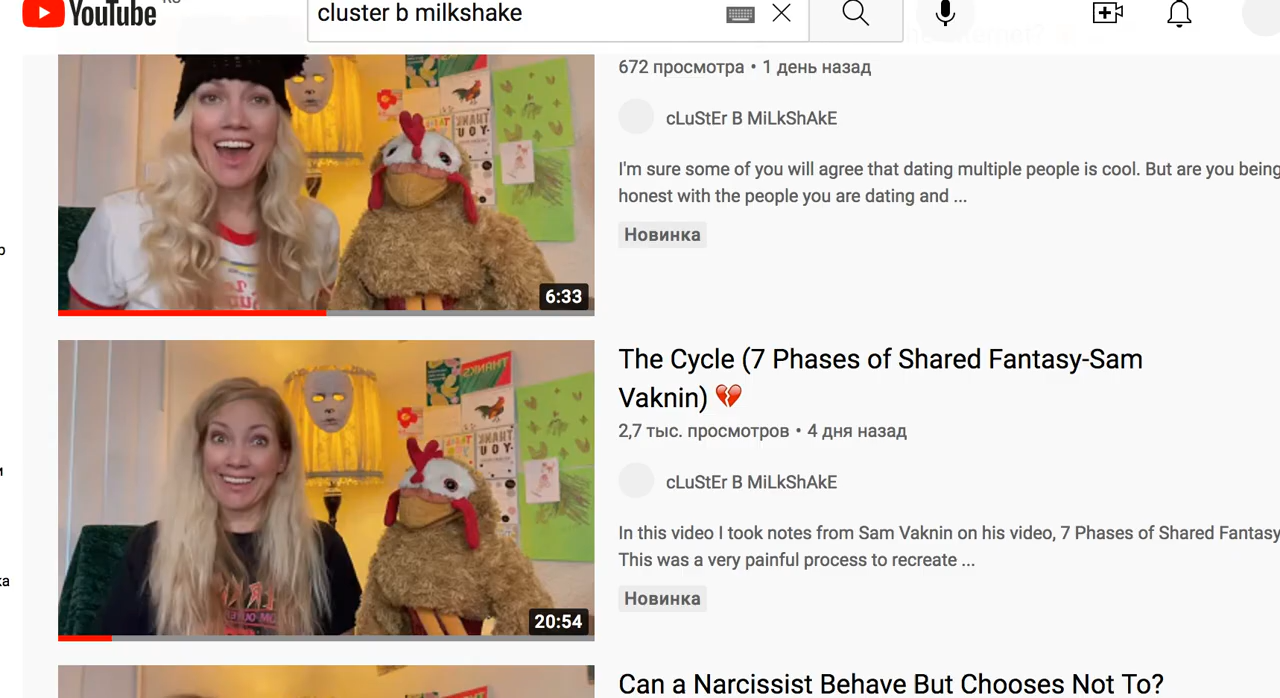 YouTube
cluster b milkshake
672 просмотра • 1 день назад
cLuStEr B MiLkShAkE
I'm sure some of you will agree that dating multiple people is cool. But are you being
honest with the people you are dating and ...
Новинка
6:33
The Cycle (7 Phases of Shared Fantasy-Sam
Vaknin) 💔
2,7 тыс. просмотров • 4 дня назад
cLuStEr B MiLkShAkE
In this video I took notes from Sam Vaknin on his video, 7 Phases of Shared Fantasy
This was a very painful process to recreate ...
Новинка
THANKS
THANK
YOU
20:54
Can a Narcissist Behave But Chooses Not To?